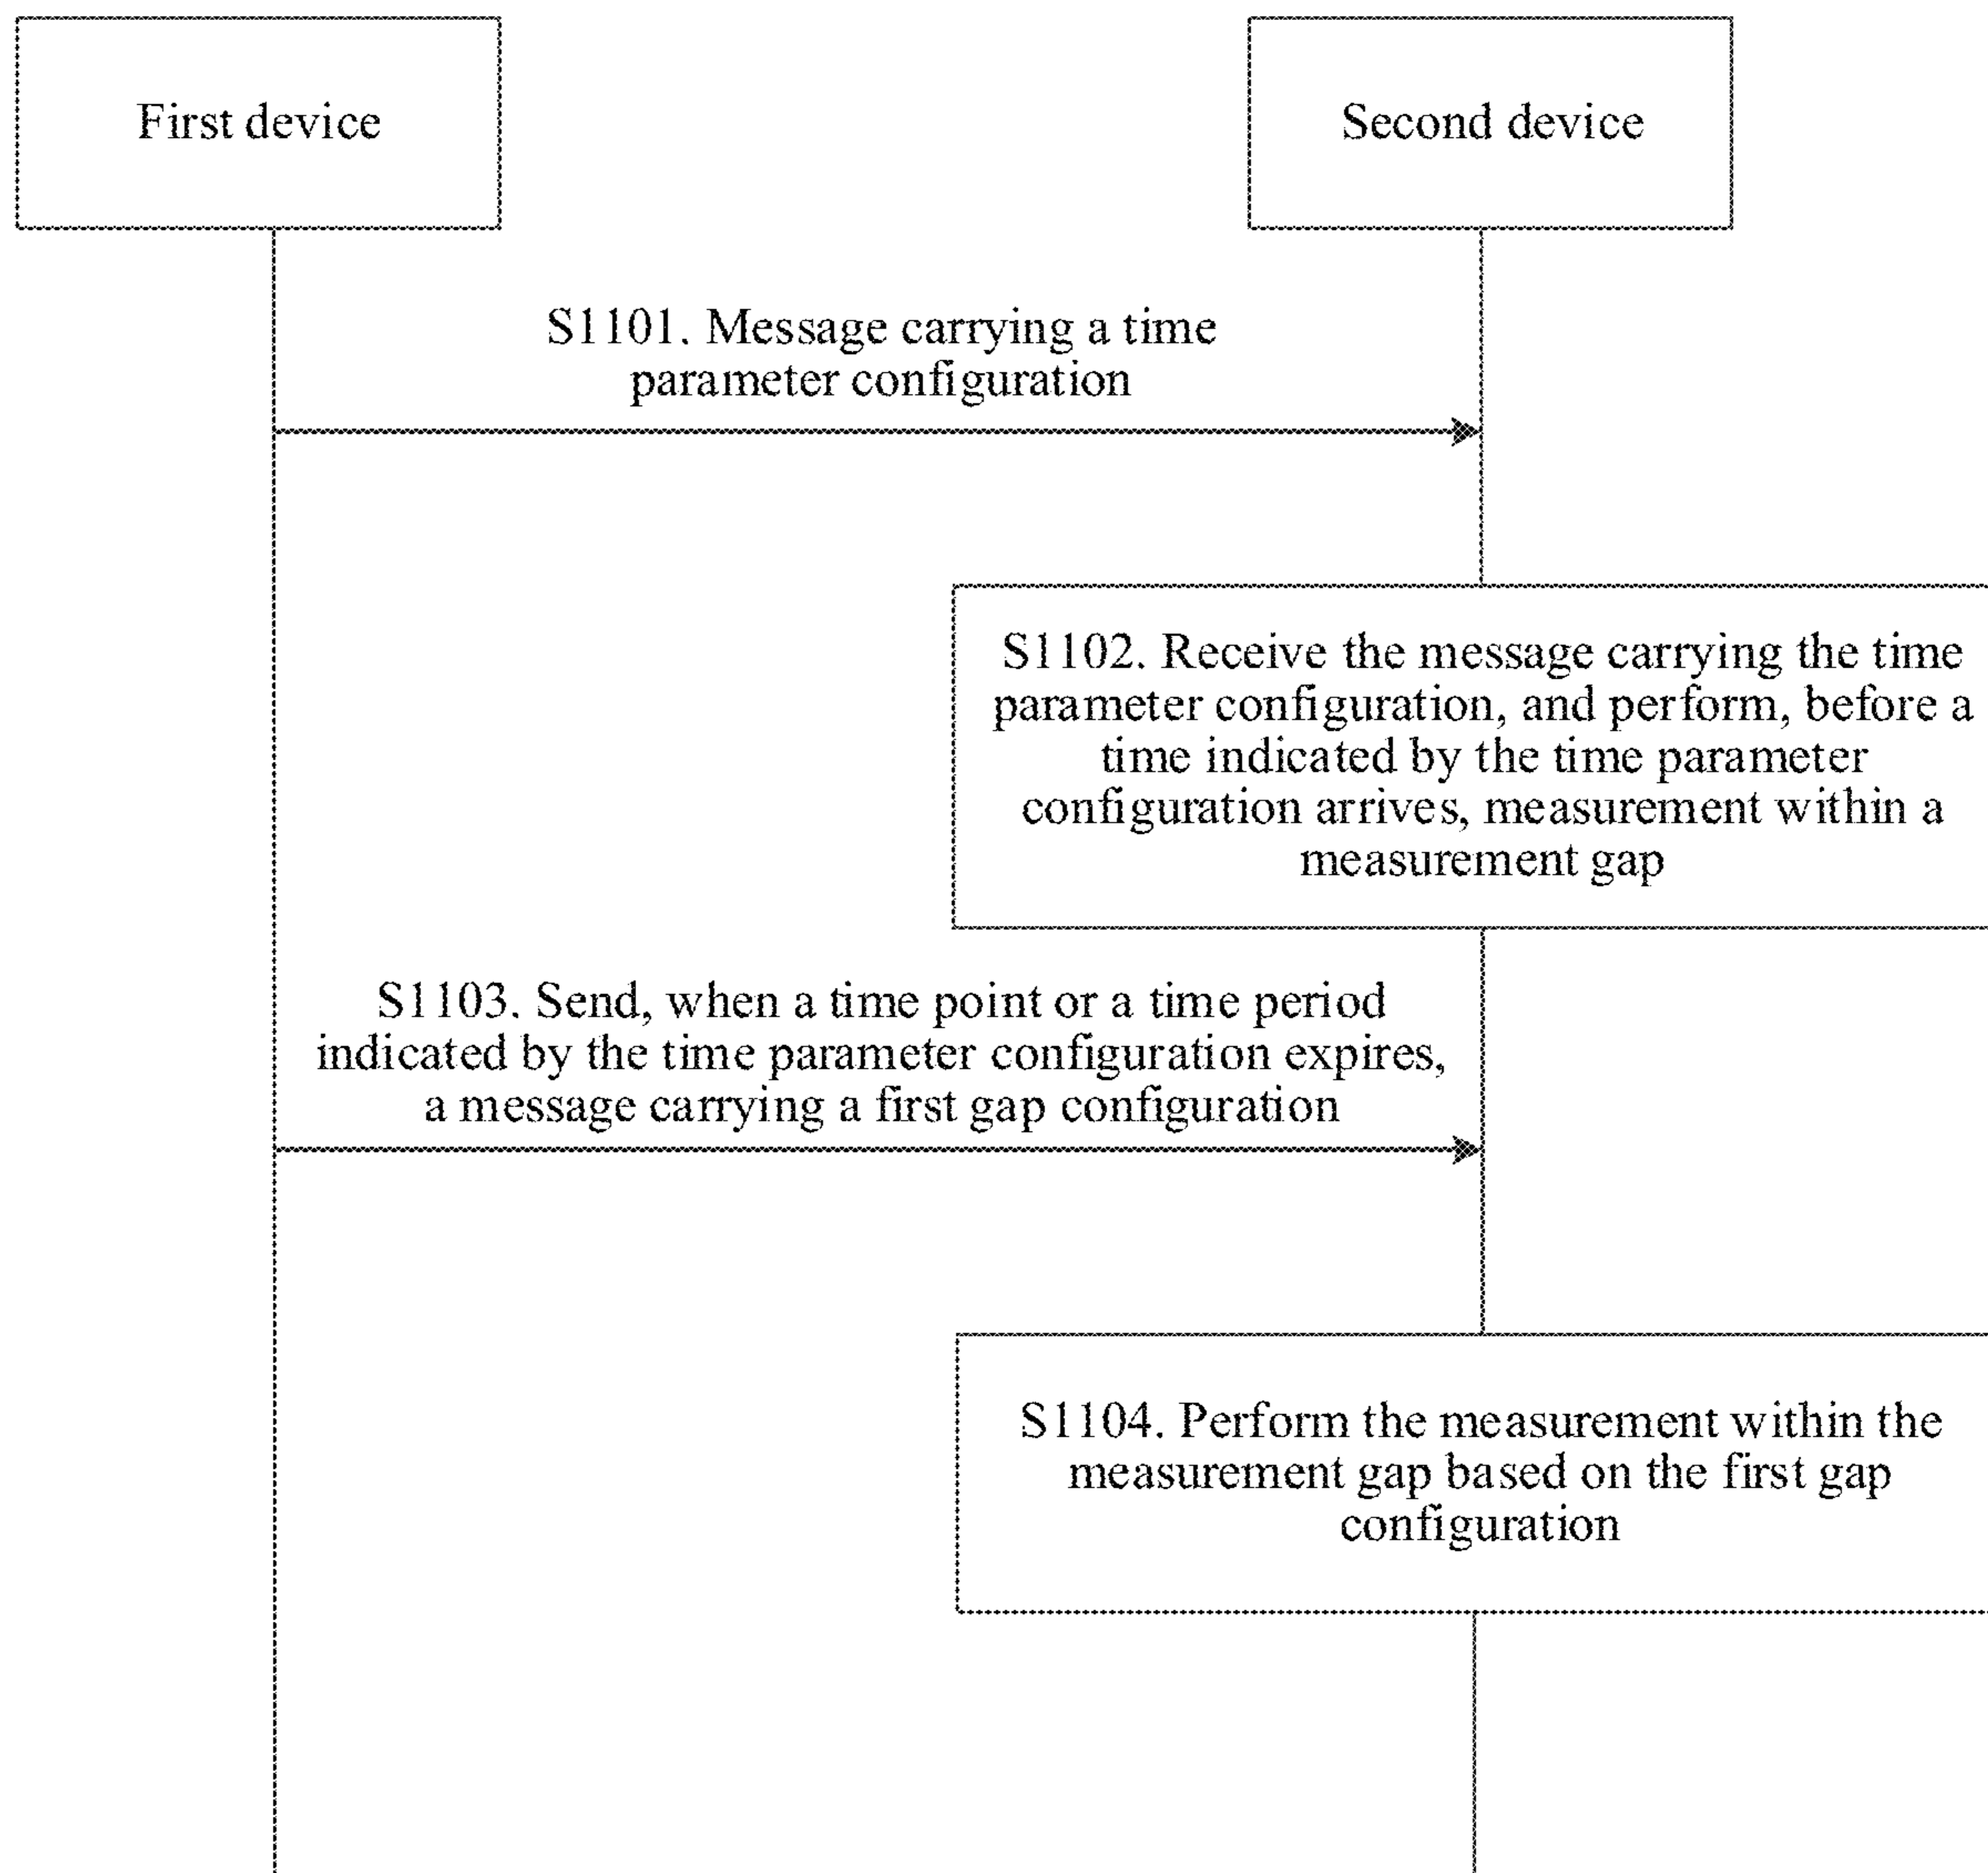 First device
Second device
S1101. Message carrying a time
parameter configuration
S1102. Receive the message carrying the time
parameter configuration, and perform, before a
time indicated by the time parameter
configuration arrives, measurement within a
measurement gap
S1103. Send, when a time point or a time period
indicated by the time parameter configuration expires,
a message carrying a first gap configuration
S1104. Perform the measurement within the
measurement gap based on the first gap
configuration